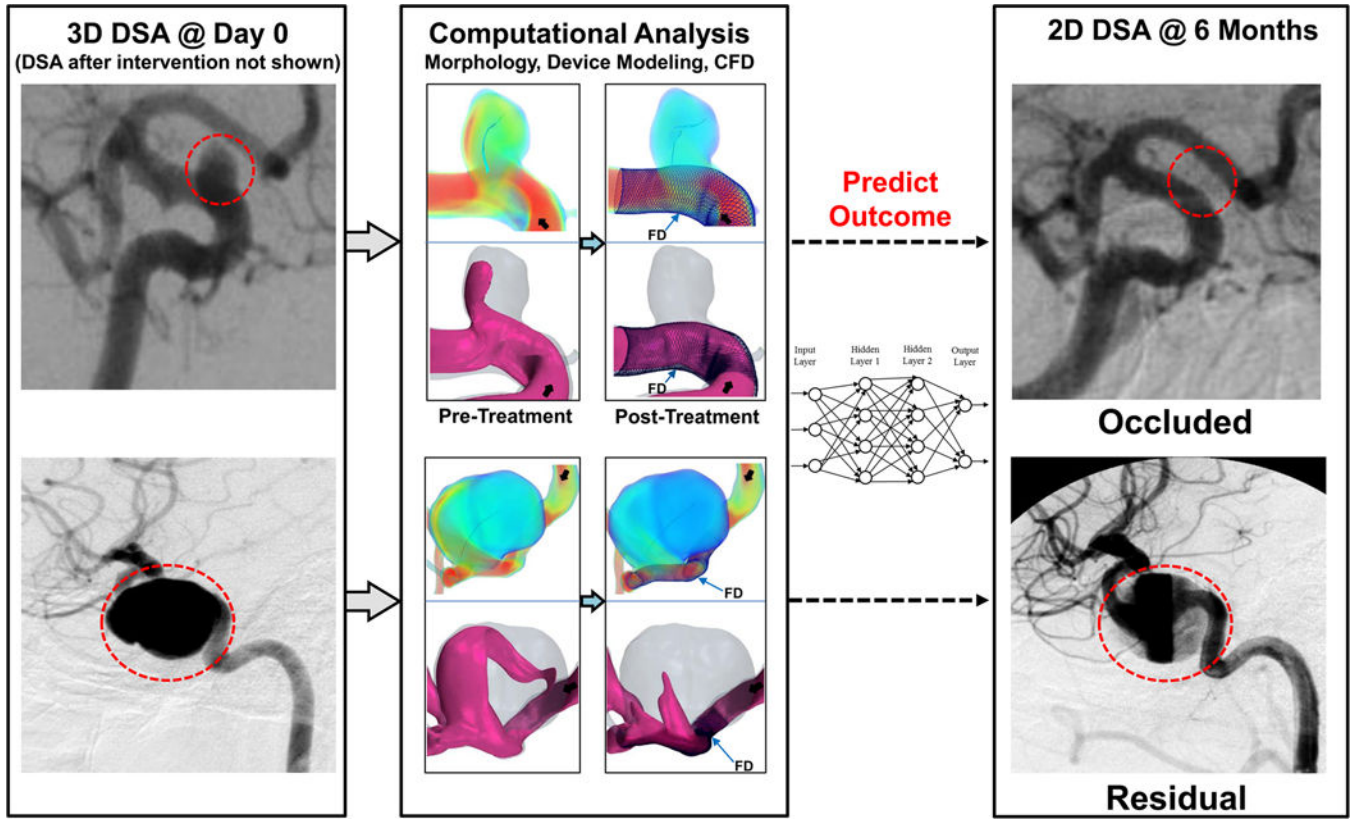 3D DSA @ Day 0
(DSA after intervention not shown)
Computational Analysis
Morphology, Device Modeling, CFD
FD
FD
Pre-Treatment
Post-Treatment
FD
FD
Predict
Outcome
Input
Layer
Hidden
Layer 1
Hidden
Layer 2
Output
Layer
2D DSA @ 6 Months
Occluded
Residual